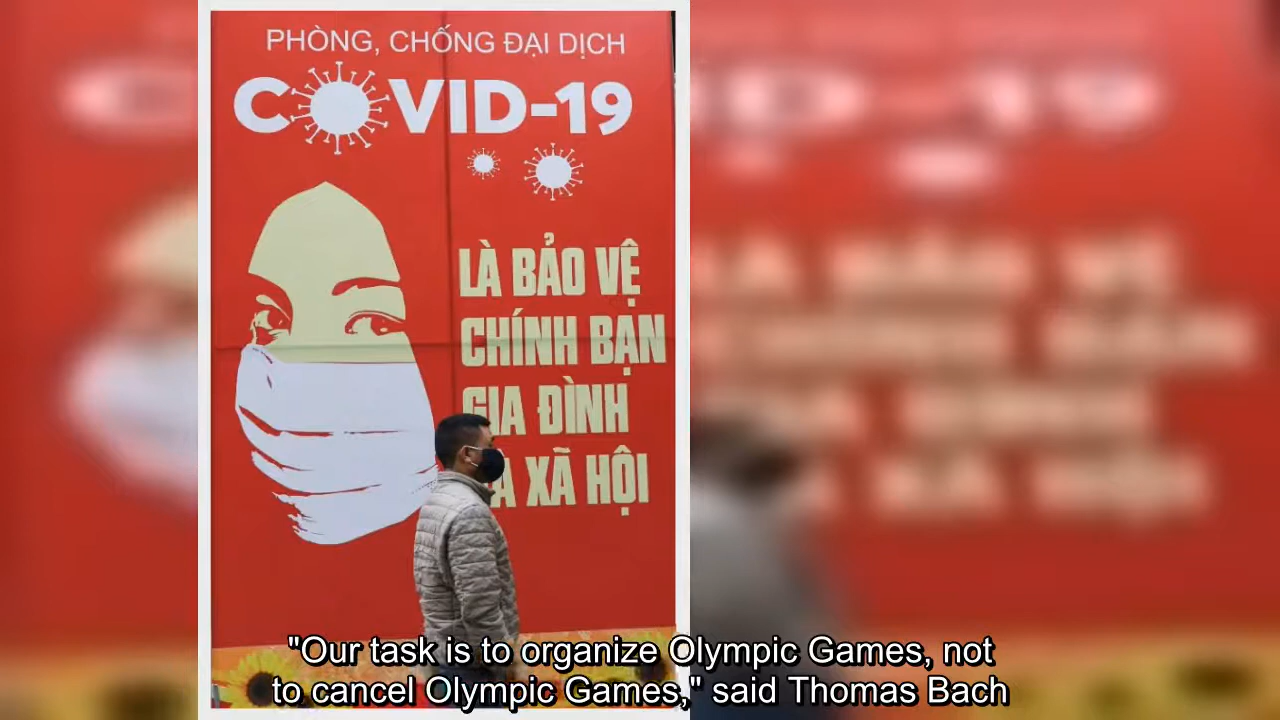 PHÒNG, CHỐNG ĐẠI DỊCH
COVID-19
LÀ BẢO VỆ
CHÍNH BẠN
GIA ĐÌNH
XÃ HỘI
"Our task is to organize Olympic Games, not
to cancel Olympic Games," said Thomas Bach